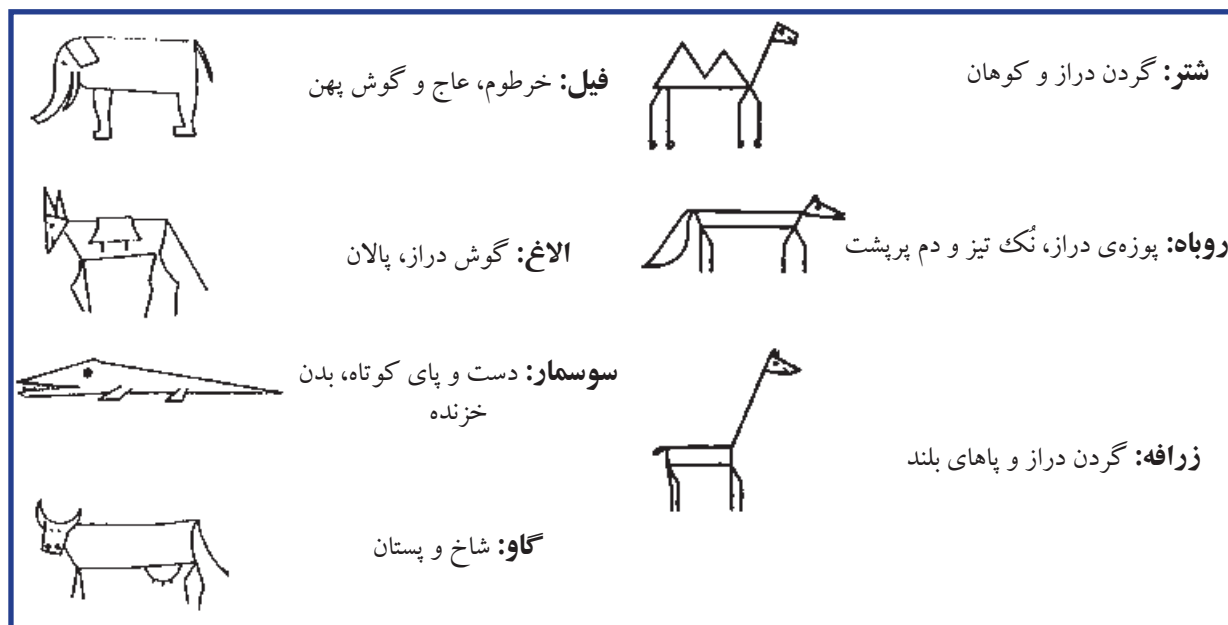 شتر: گردن دراز و کوهان
فیل: خرطوم، عاج و گوش پهن
روباه: پوزه‌ی دراز، نُک تیز و دم پرپشت
الاغ: گوش دراز، پالان
سوسمار: دست و پای کوتاه، بدن
خزنده
زرافه: گردن دراز و پاهای بلند
گاو: شاخ و پستان